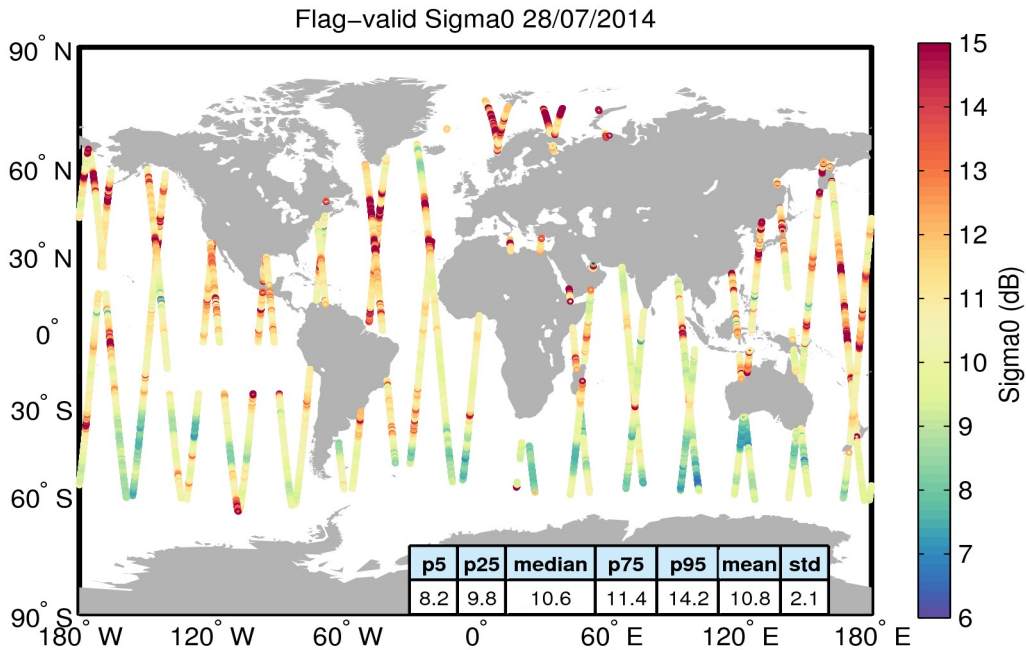 Flag−valid Sigma0 28/07/2014
90° N
60° N
30° N
0°
30° S
60° S
90° S
180° W
120° W
60° W
0°
60° E
120° E
180° E
p5 p25 median p75 p95 mean std
8.2 9.8 10.6 11.4 14.2 10.8 2.1
15
14
13
12
11
10
9
8
7
6
Sigma0 (dB)